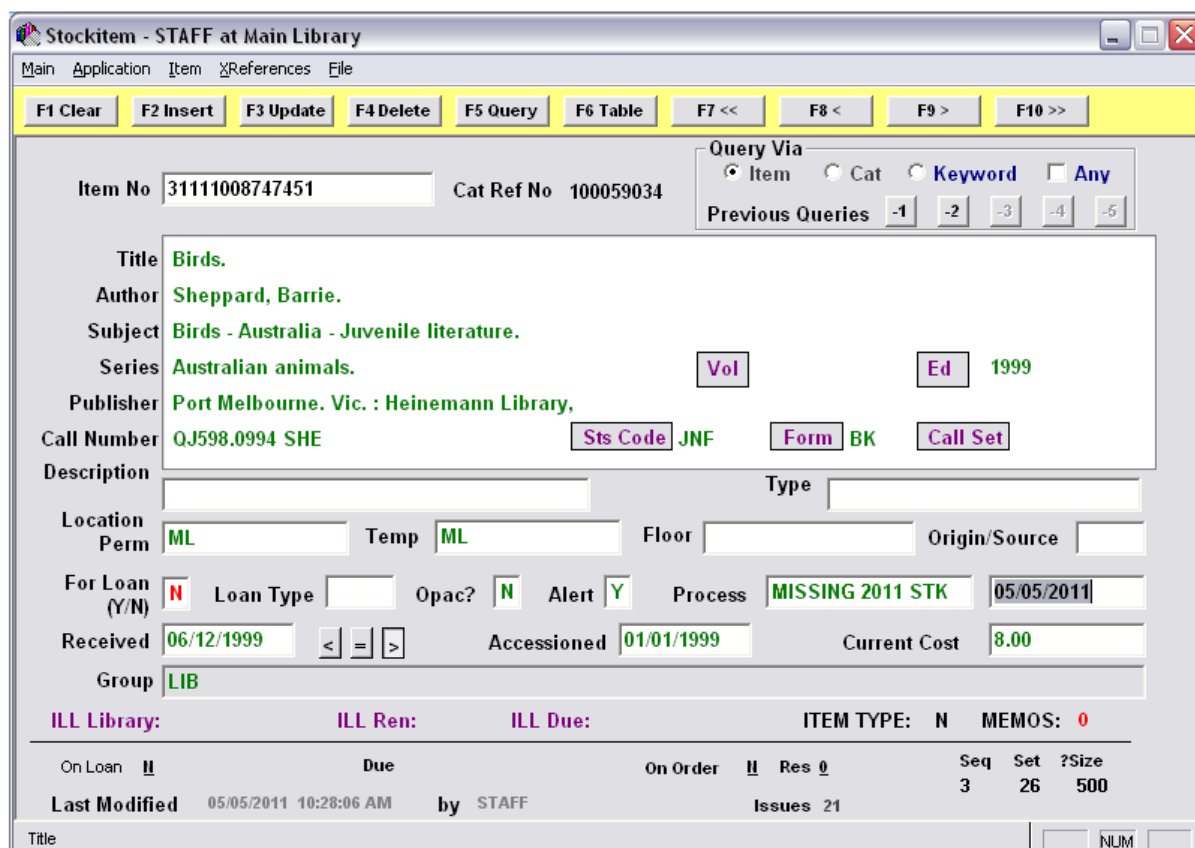 Stockitem - STAFF at Main Library
Main Application Item XReferences File
F1 Clear F2 Insert F3 Update F4 Delete F5 Query F6 Table F7 << F8 < F9 > F10 >>
Query Via
Item Cat Keyword Any
Item No 31111008747451 Cat Ref No 100059034
Previous Queries -1 -2 -3 -4 -5
Title Birds.
Author Sheppard, Barrie.
Subject Birds - Australia - Juvenile literature.
Series Australian animals. Vol Ed 1999
Publisher Port Melbourne. Vic. : Heinemann Library,
Call Number QJ598.0994 SHE Sts Code JNF Form BK Call Set
Description Type
Location
Perm ML Temp ML Floor Origin/Source
For Loan
(Y/N) N Loan Type Opac? N Alert Y Process MISSING 2011 STK 05/05/2011
Received 06/12/1999 < = > Accessioned 01/01/1999 Current Cost 8.00
Group LIB
ILL Library: ILL Ren: ILL Due: ITEM TYPE: N MEMOS: 0
On Loan N Due On Order N Res 0 Seq Set ?Size
3 26 500
Last Modified 05/05/2011 10:28:06 AM by STAFF Issues 21
Title NUM